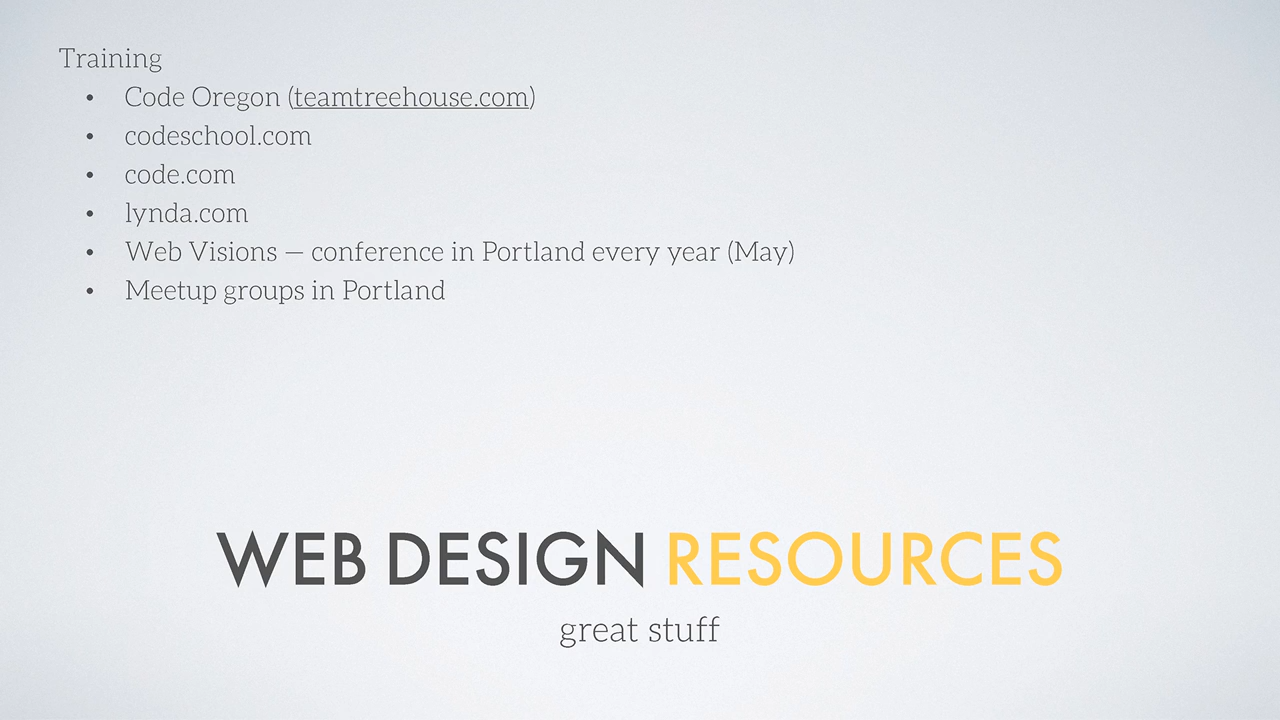 Training
• Code Oregon (teamtreehouse.com)
• codeschool.com
• code.com
• lynda.com
• Web Visions — conference in Portland every year (May)
• Meetup groups in Portland
WEB DESIGN RESOURCES
great stuff